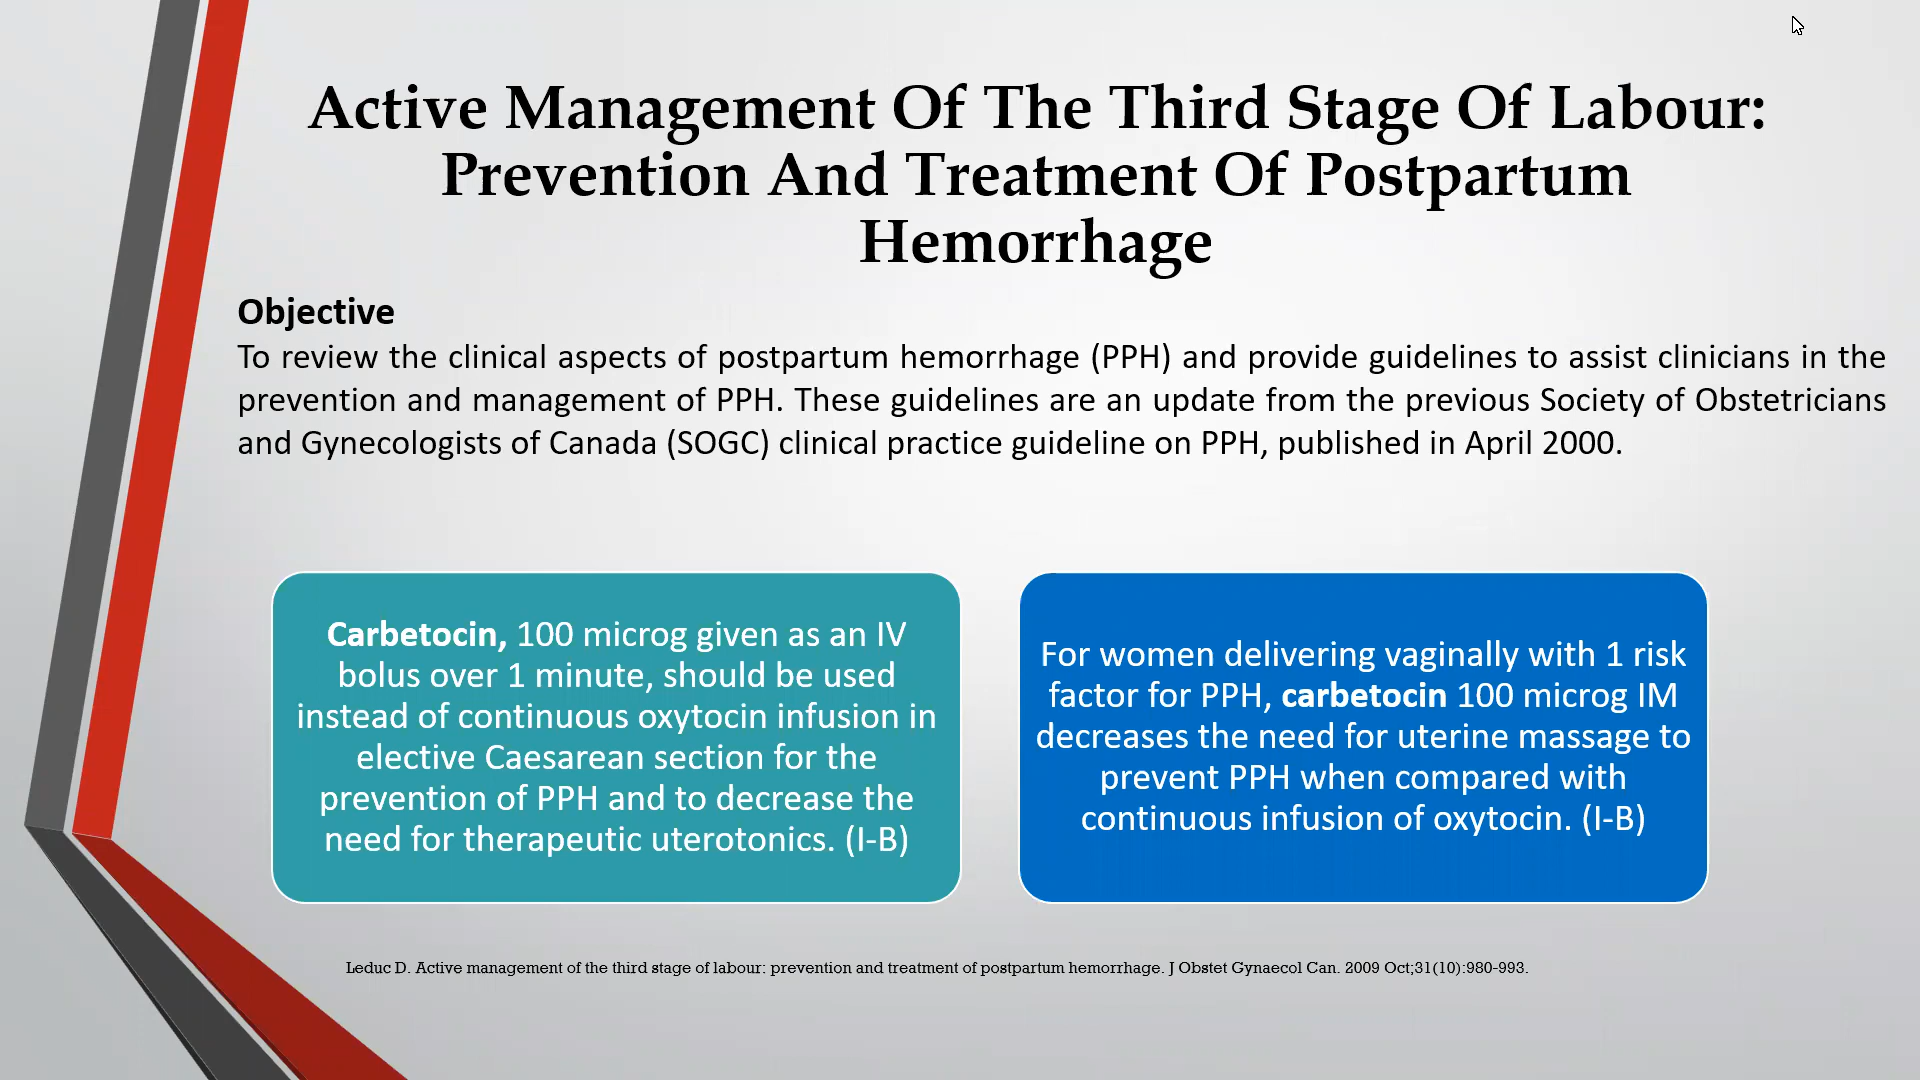 Active Management Of The Third Stage Of Labour:
Prevention And Treatment Of Postpartum
Hemorrhage
Objective
To review the clinical aspects of postpartum hemorrhage (PPH) and provide guidelines to assist clinicians in the
prevention and management of PPH. These guidelines are an update from the previous Society of Obstetricians
and Gynecologists of Canada (SOGC) clinical practice guideline on PPH, published in April 2000.
Carbetocin, 100 microg given as an IV
bolus over 1 minute, should be used
instead of continuous oxytocin infusion in
elective Caesarean section for the
prevention of PPH and to decrease the
need for therapeutic uterotonics. (I-B)
For women delivering vaginally with 1 risk
factor for PPH, carbetocin 100 microg IM
decreases the need for uterine massage to
prevent PPH when compared with
continuous infusion of oxytocin. (I-B)
Leduc D. Active management of the third stage of labour: prevention and treatment of postpartum hemorrhage. J Obstet Gynaecol Can. 2009 Oct;31(10):980-993.